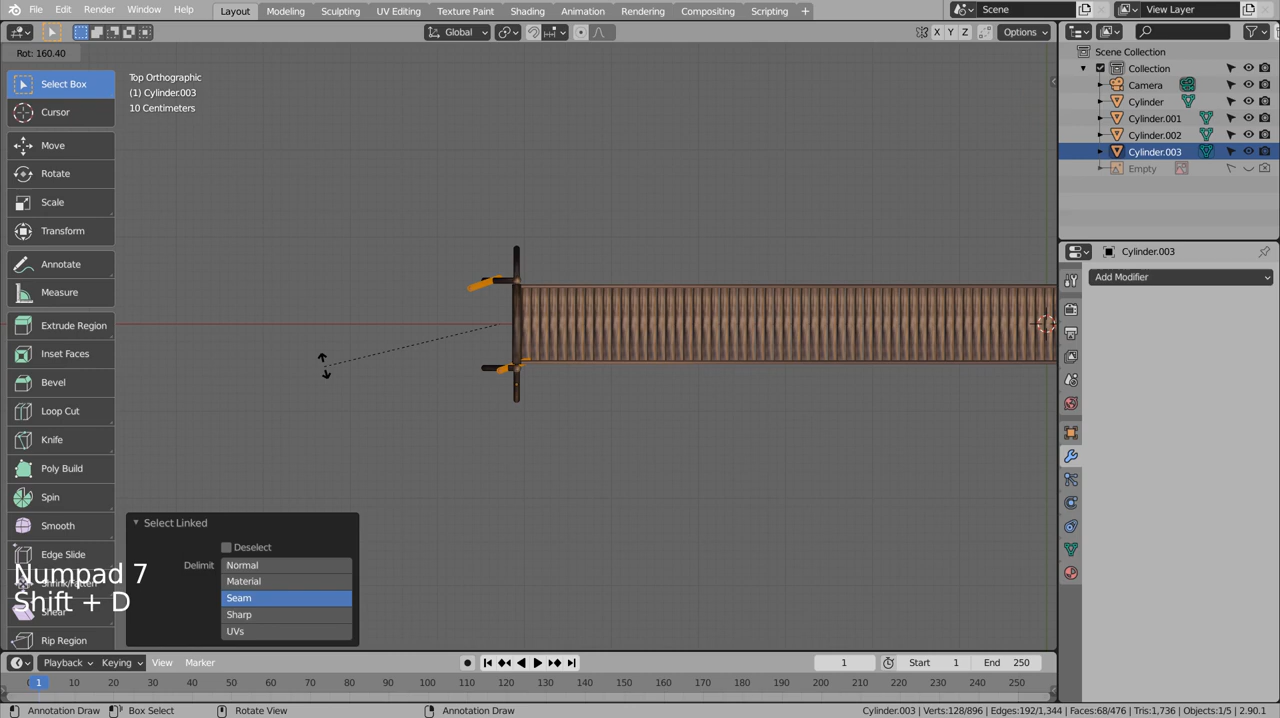 File Edit Render Window Help Layout Modeling Sculpting UV Editing Texture Paint Shading Animation Rendering Compositing Scripting + Scene View Layer
Global X Y Z Options
Rot: 160.40
Scene Collection
Collection
Camera
Cylinder
Cylinder.001
Cylinder.002
Cylinder.003
Empty
Top Orthographic
(1) Cylinder.003
10 Centimeters
Select Box
Cursor
Move
Rotate
Scale
Transform
Annotate
Measure
Extrude Region
Inset Faces
Bevel
Loop Cut
Knife
Poly Build
Spin
Smooth
Edge Slide
Shear
Rip Region
Numpad 7
Shift + D
Select Linked
Deselect
Delimit Normal
Material
Seam
Sharp
UVs
Cylinder.003
Add Modifier
Playback Keying View Marker 1 Start 1 End 250
1 10 20 30 40 50 60 70 80 90 100 110 120 130 140 150 160 170 180 190 200 210 220 230 240 250
Annotation Draw Box Select Rotate View Annotation Draw Cylinder.003 | Verts:128/896 | Edges:192/1,344 | Faces:68/476 | Tris:1,736 | Objects:1/5 | 2.90.1